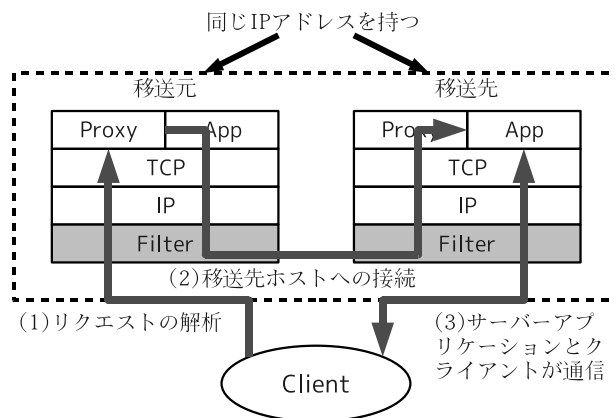 同じIPアドレスを持つ
移送元
移送先
Proxy
App
TCP
IP
Filter
Proxy
App
TCP
IP
Filter
(2)移送先ホストへの接続
(1)リクエストの解析
(3)サーバーアプ
リケーションとク
ライアントが通信
Client